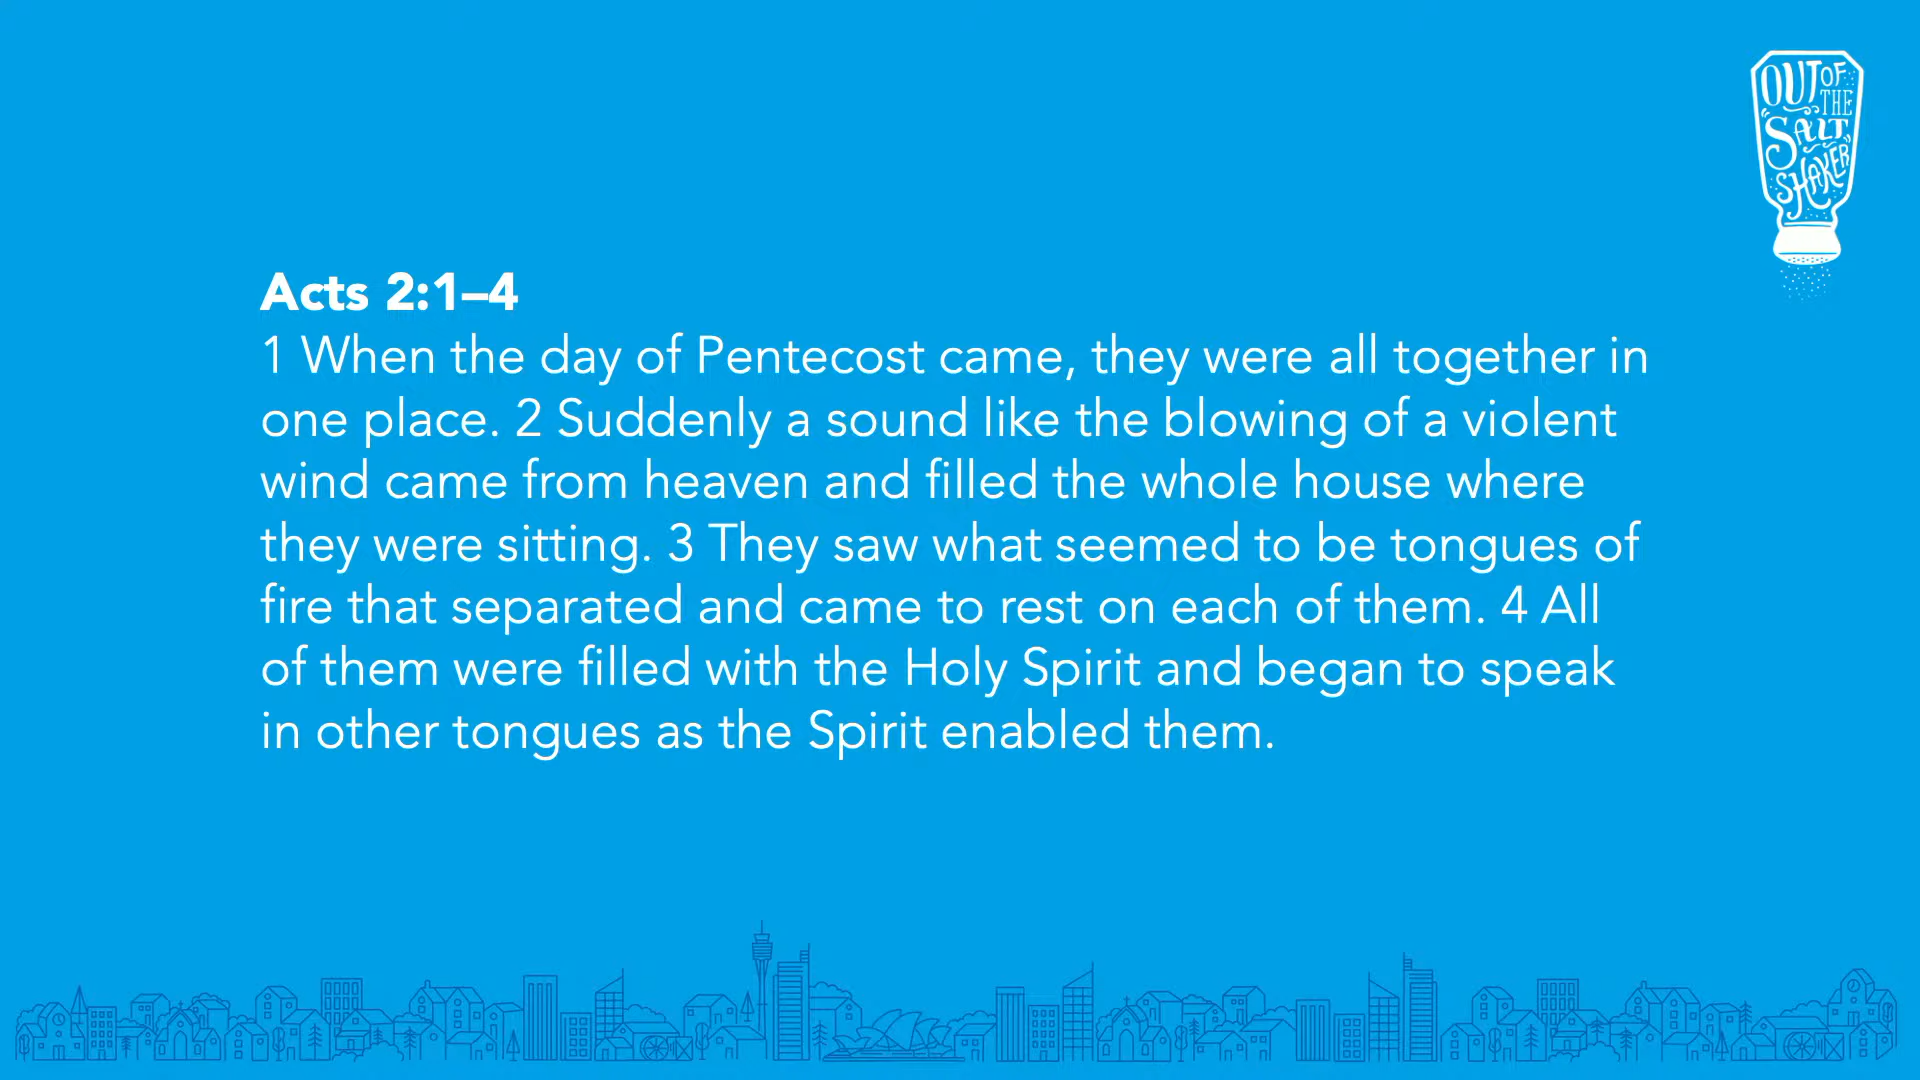 OUT OF
THE
SALT
SHAKER
Acts 2:1–4
1 When the day of Pentecost came, they were all together in
one place. 2 Suddenly a sound like the blowing of a violent
wind came from heaven and filled the whole house where
they were sitting. 3 They saw what seemed to be tongues of
fire that separated and came to rest on each of them. 4 All
of them were filled with the Holy Spirit and began to speak
in other tongues as the Spirit enabled them.